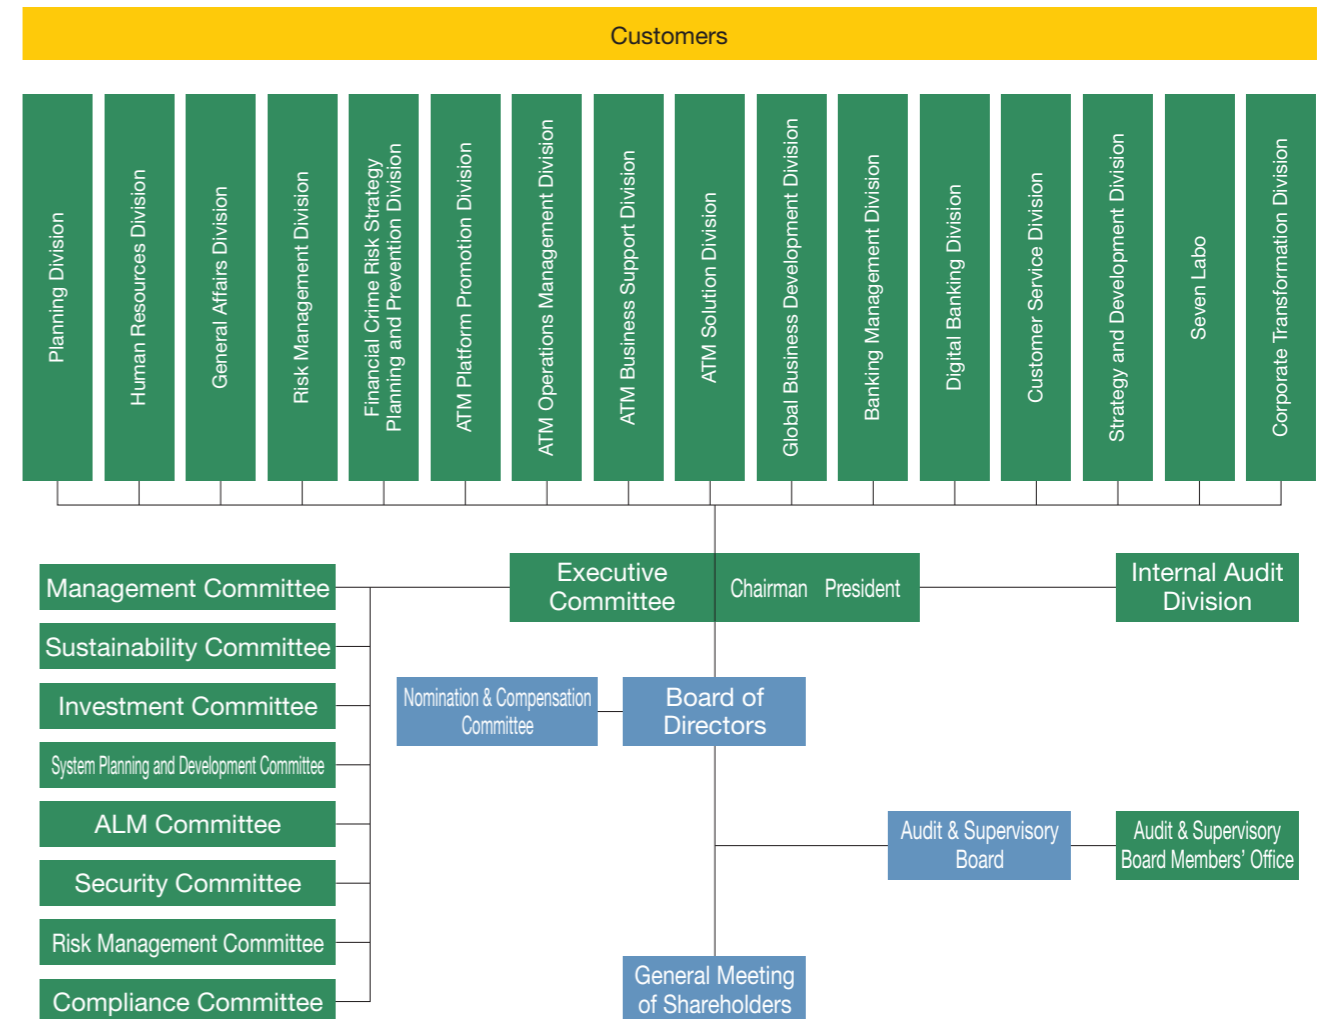 Customers
Planning Division
Human Resources Division
General Affairs Division
Risk Management Division
Financial Crime Risk Strategy
Planning and Prevention Division
ATM Platform Promotion Division
ATM Operations Management Division
ATM Business Support Division
ATM Solution Division
Global Business Development Division
Banking Management Division
Digital Banking Division
Customer Service Division
Strategy and Development Division
Seven Labo
Corporate Transformation Division
Executive
Committee
Chairman President
Internal Audit
Division
Management Committee
Sustainability Committee
Investment Committee
System Planning and Development Committee
ALM Committee
Security Committee
Risk Management Committee
Compliance Committee
Nomination & Compensation
Committee
Board of
Directors
Audit & Supervisory
Board
Audit & Supervisory
Board Members’ Office
General Meeting
of Shareholders